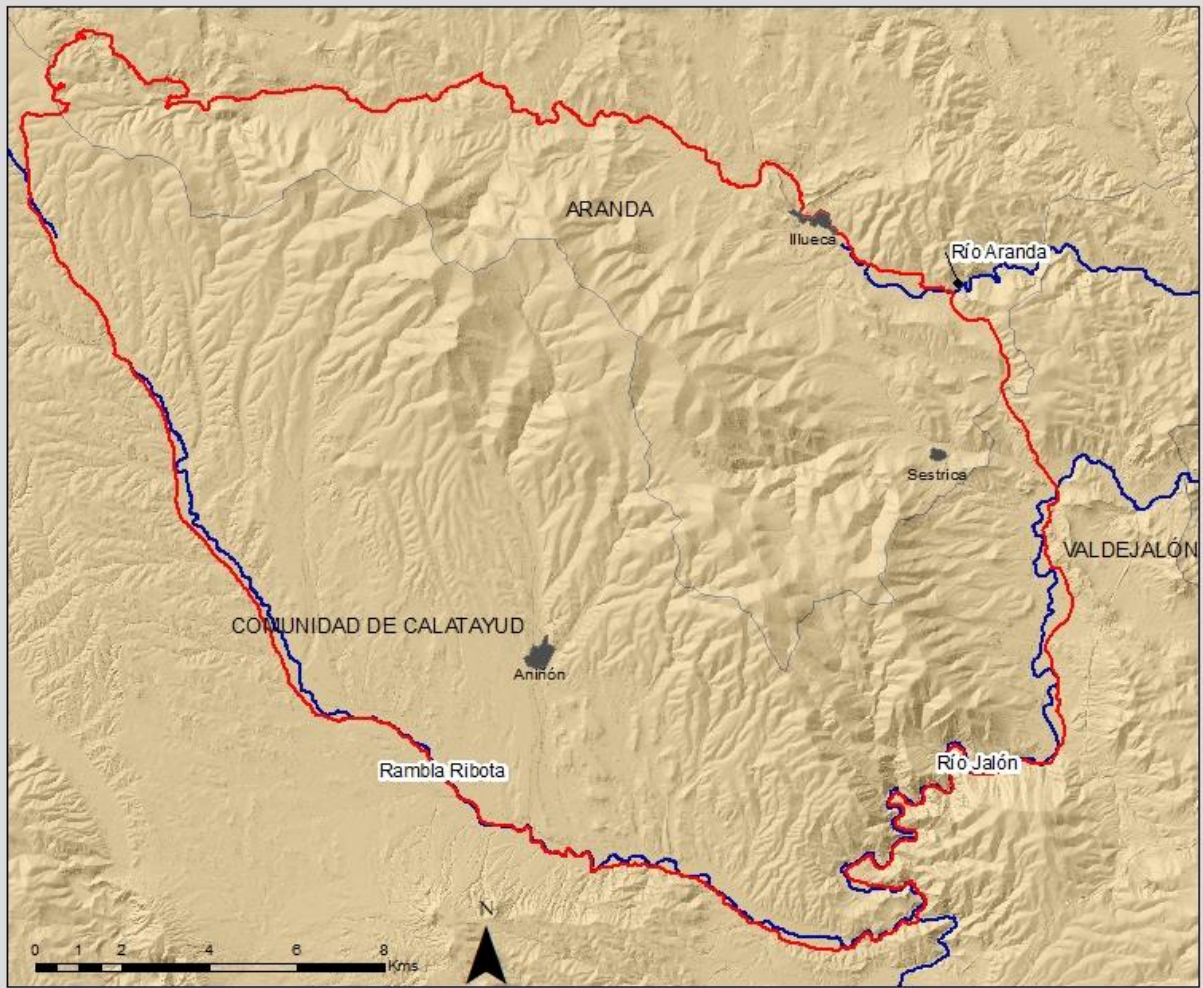 ARANDA
Illueca
Río Aranda
Sestrica
VALDEJALÓN
COMUNIDAD DE CALATAYUD
Aniñón
Río Jalón
Rambla Ribota
N
0 1 2 4 6 8
Kms